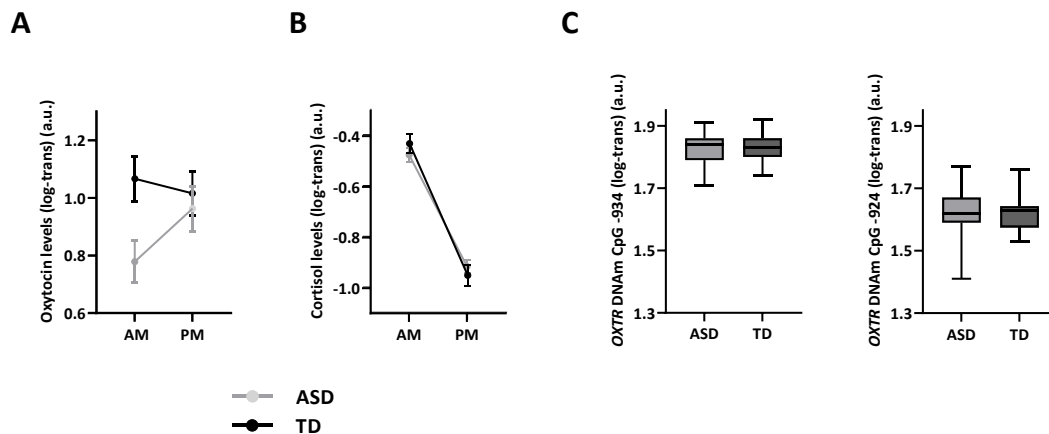 A
B
C
Oxytocin levels (log-trans) (a.u.)
1.2
1.0
0.8
0.6
AM
PM
Cortisol levels (log-trans) (a.u.)
-0.4
-0.6
-0.8
-1.0
AM
PM
OXTR DNAm CpG -934 (log-trans) (a.u.)
1.9
1.7
1.5
1.3
ASD
TD
OXTR DNAm CpG -924 (log-trans) (a.u.)
1.9
1.7
1.5
1.3
ASD
TD
ASD
TD